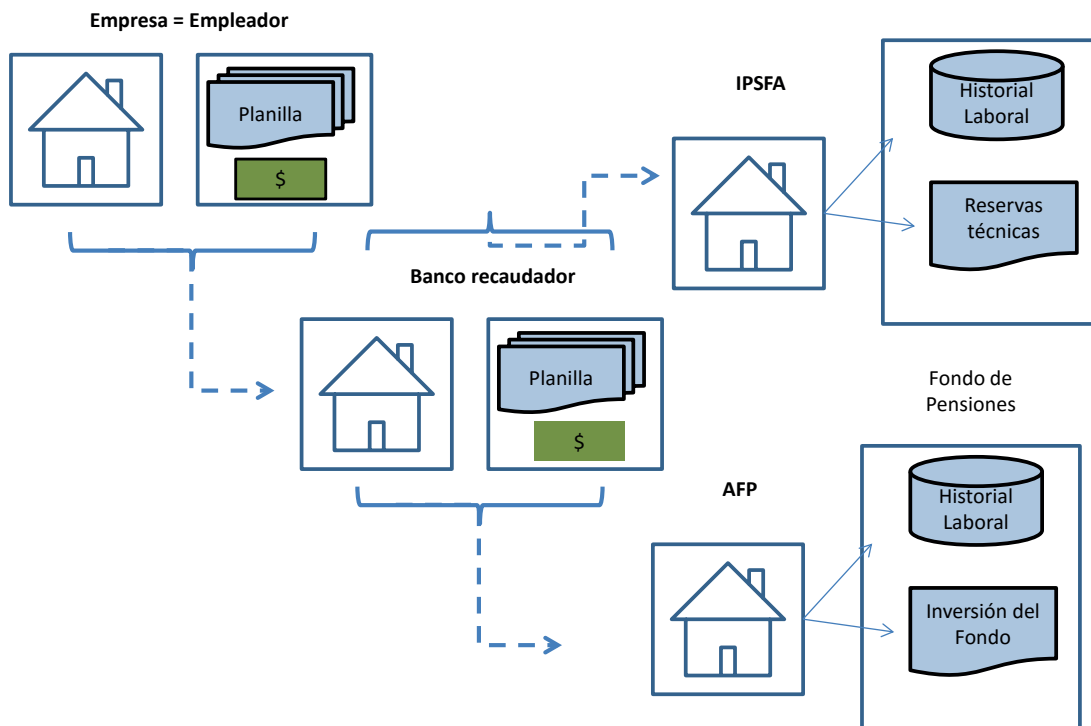 Empresa = Empleador
Planilla
$
IPSFA
Historial
Laboral
Reservas
técnicas
Banco recaudador
Planilla
$
Fondo de
Pensiones
AFP
Historial
Laboral
Inversión del
Fondo